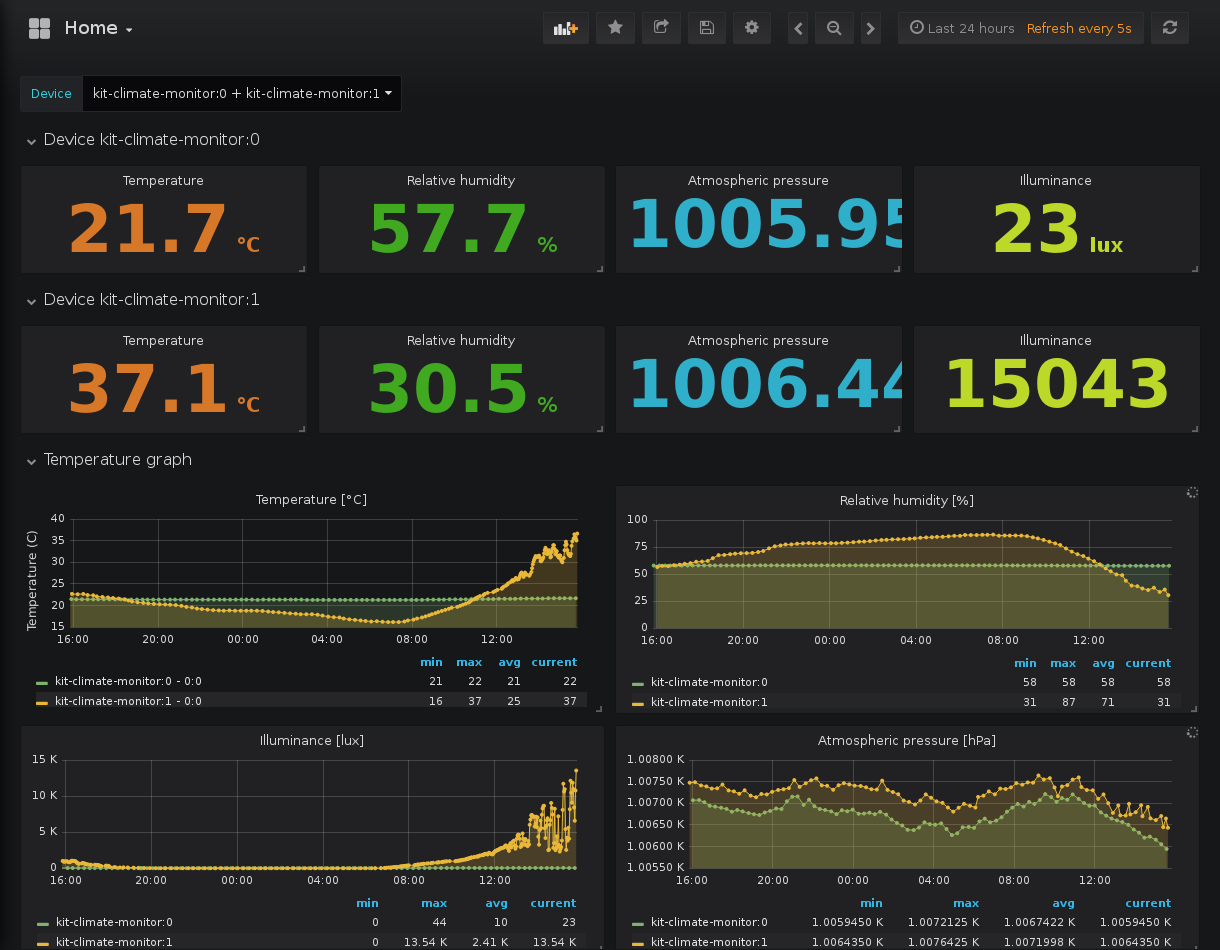 Home
Last 24 hours Refresh every 5s
Device kit-climate-monitor:0 + kit-climate-monitor:1
Device kit-climate-monitor:0
Temperature Relative humidity Atmospheric pressure Illuminance
21.7 °C 57.7 % 1005.95 23 lux
Device kit-climate-monitor:1
Temperature Relative humidity Atmospheric pressure Illuminance
37.1 °C 30.5 % 1006.44 15043
Temperature graph
Temperature [°C]
Temperature (C)
40
35
30
25
20
15
16:00 20:00 00:00 04:00 08:00 12:00
min max avg current
kit-climate-monitor:0 - 0:0 21 22 21 22
kit-climate-monitor:1 - 0:0 16 37 25 37
Relative humidity [%]
100
75
50
25
0
16:00 20:00 00:00 04:00 08:00 12:00
min max avg current
kit-climate-monitor:0 58 58 58 58
kit-climate-monitor:1 31 87 71 31
Illuminance [lux]
15 K
10 K
5 K
0
16:00 20:00 00:00 04:00 08:00 12:00
min max avg current
kit-climate-monitor:0 0 44 10 23
kit-climate-monitor:1 0 13.54 K 2.41 K 13.54 K
Atmospheric pressure [hPa]
1.00800 K
1.00750 K
1.00700 K
1.00650 K
1.00600 K
1.00550 K
16:00 20:00 00:00 04:00 08:00 12:00
min max avg current
kit-climate-monitor:0 1.0059450 K 1.0072125 K 1.0067422 K 1.0059450 K
kit-climate-monitor:1 1.0064350 K 1.0076425 K 1.0071998 K 1.0064350 K